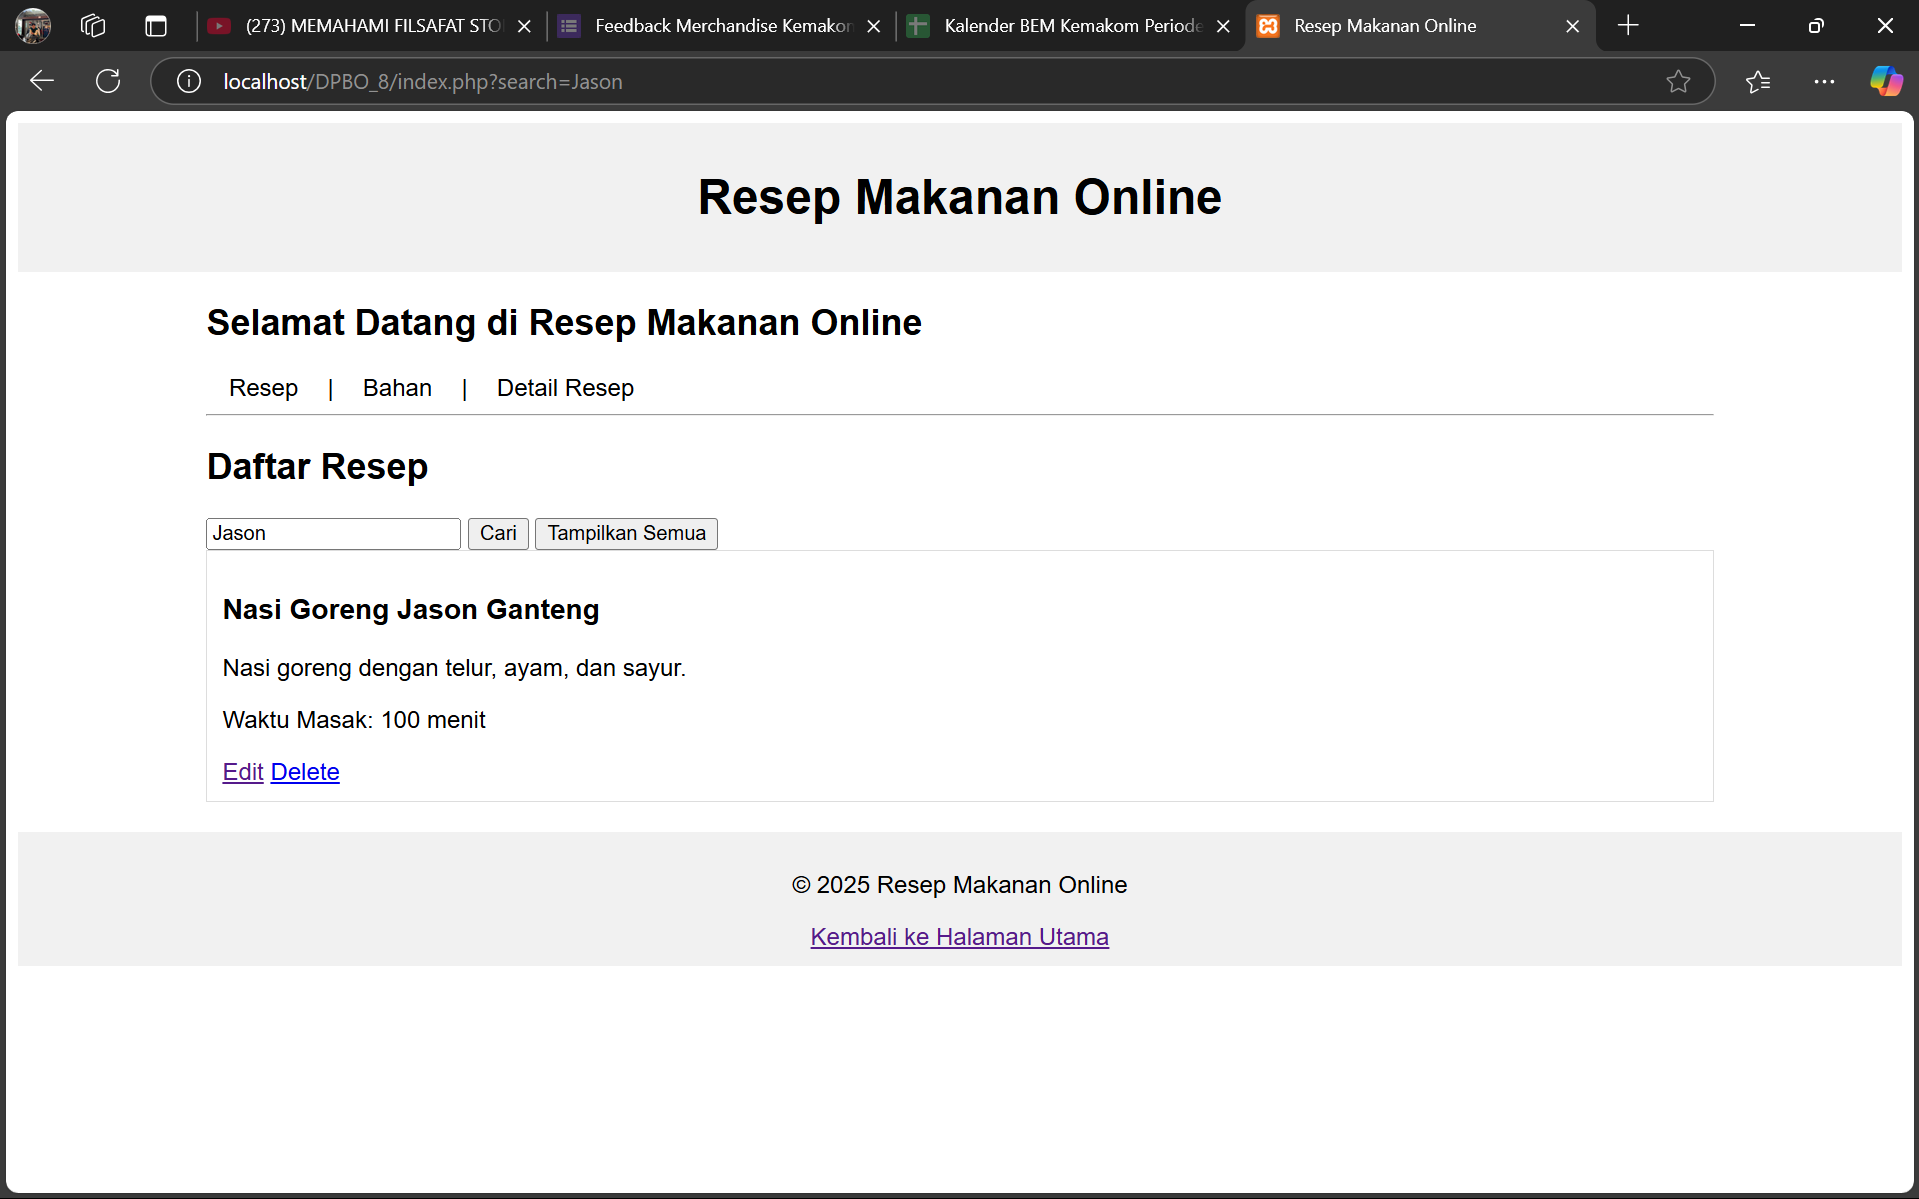 (273) MEMAHAMI FILSAFAT STO
Feedback Merchandise Kemakom
Kalender BEM Kemakom Periode
Resep Makanan Online
localhost/DPBO_8/index.php?search=Jason
Resep Makanan Online
Selamat Datang di Resep Makanan Online
Resep | Bahan | Detail Resep
Daftar Resep
Jason Cari Tampilkan Semua
Nasi Goreng Jason Ganteng
Nasi goreng dengan telur, ayam, dan sayur.
Waktu Masak: 100 menit
Edit Delete
© 2025 Resep Makanan Online
Kembali ke Halaman Utama